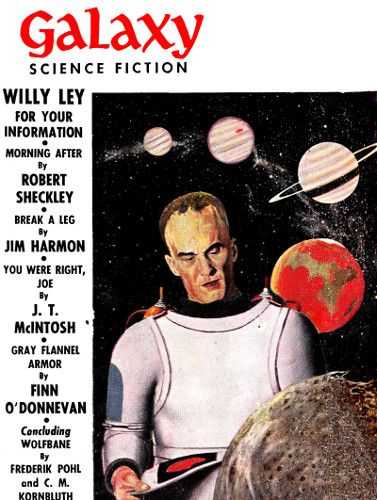 Galaxy
SCIENCE FICTION
WILLY LEY
FOR YOUR
INFORMATION
•
MORNING AFTER
By
ROBERT
SHECKLEY
•
BREAK A LEG
By
JIM HARMON
•
YOU WERE RIGHT,
JOE
By
J. T.
McINTOSH
•
GRAY FLANNEL
ARMOR
By
FINN
O'DONNEVAN
•
Concluding
WOLFBANE
By
FREDERIK POHL
and C. M.
KORNBLUTH